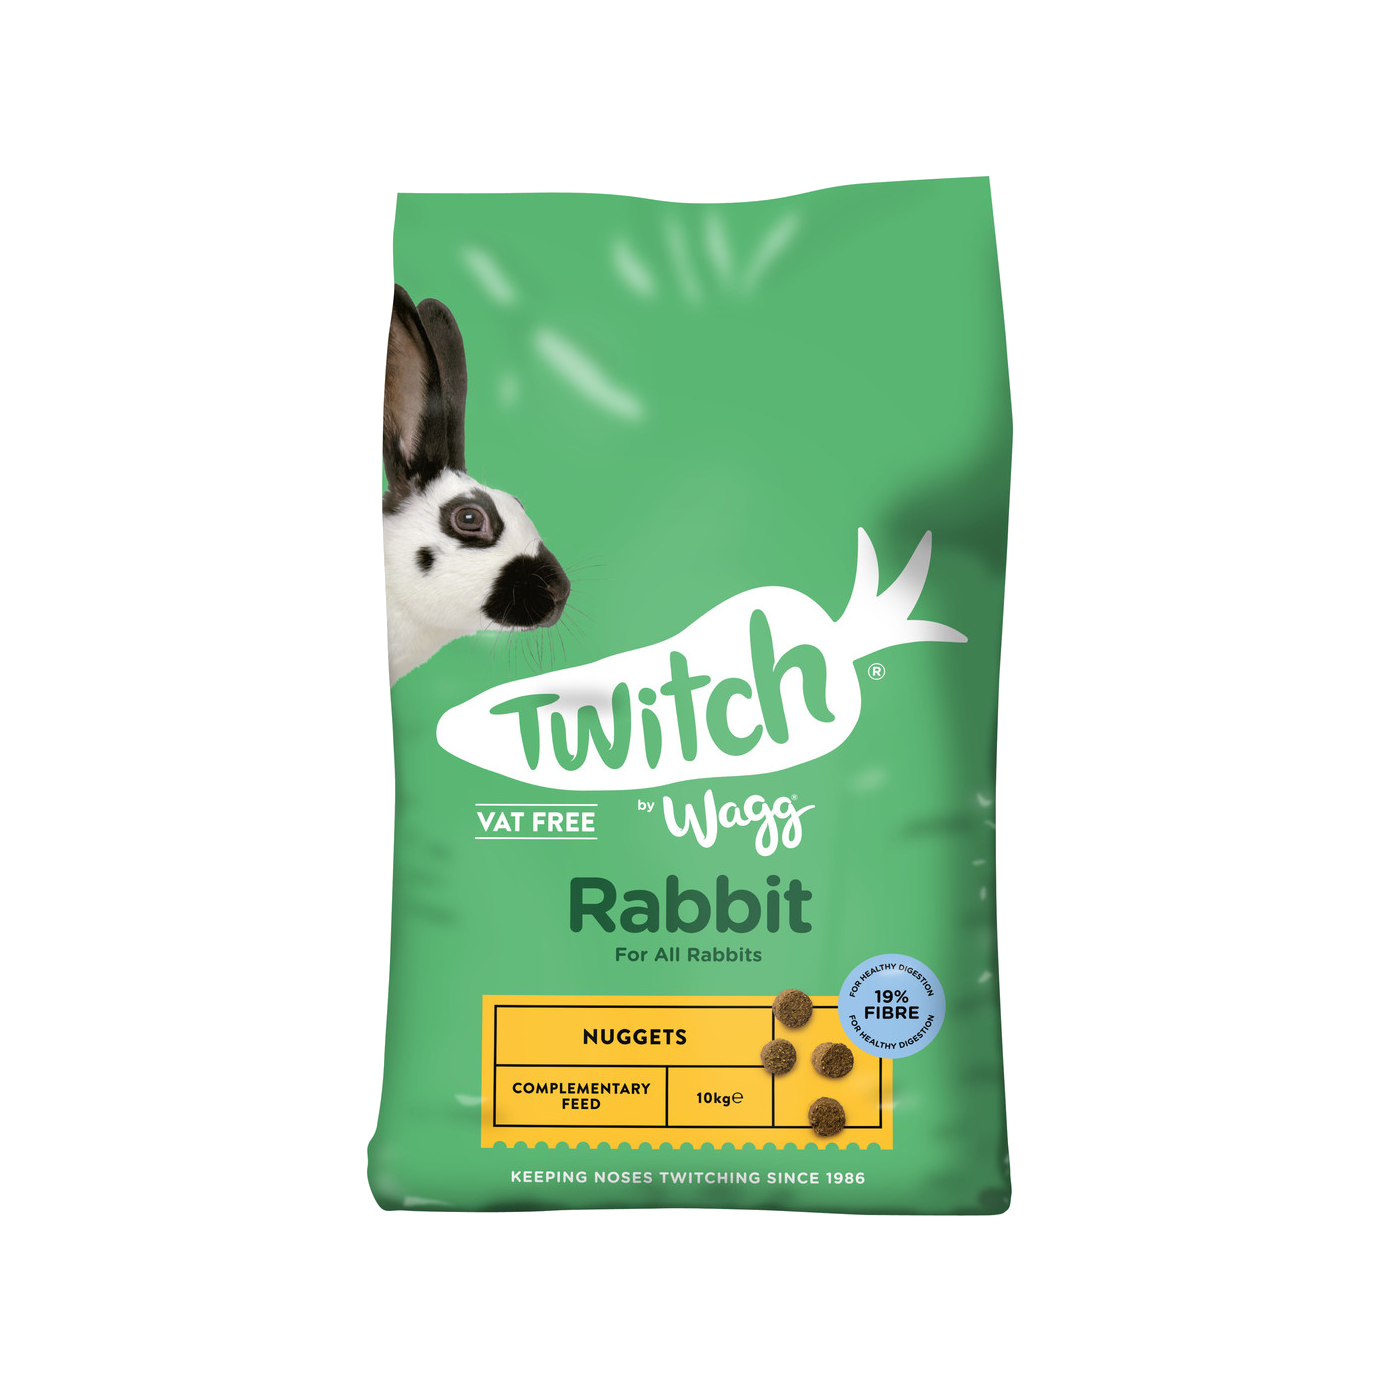 Twitch®
by Wagg®
VAT FREE
Rabbit
For All Rabbits
FOR HEALTHY DIGESTION
19%
FIBRE
FOR HEALTHY DIGESTION
NUGGETS
COMPLEMENTARY
FEED
10kg℮
KEEPING NOSES TWITCHING SINCE 1986